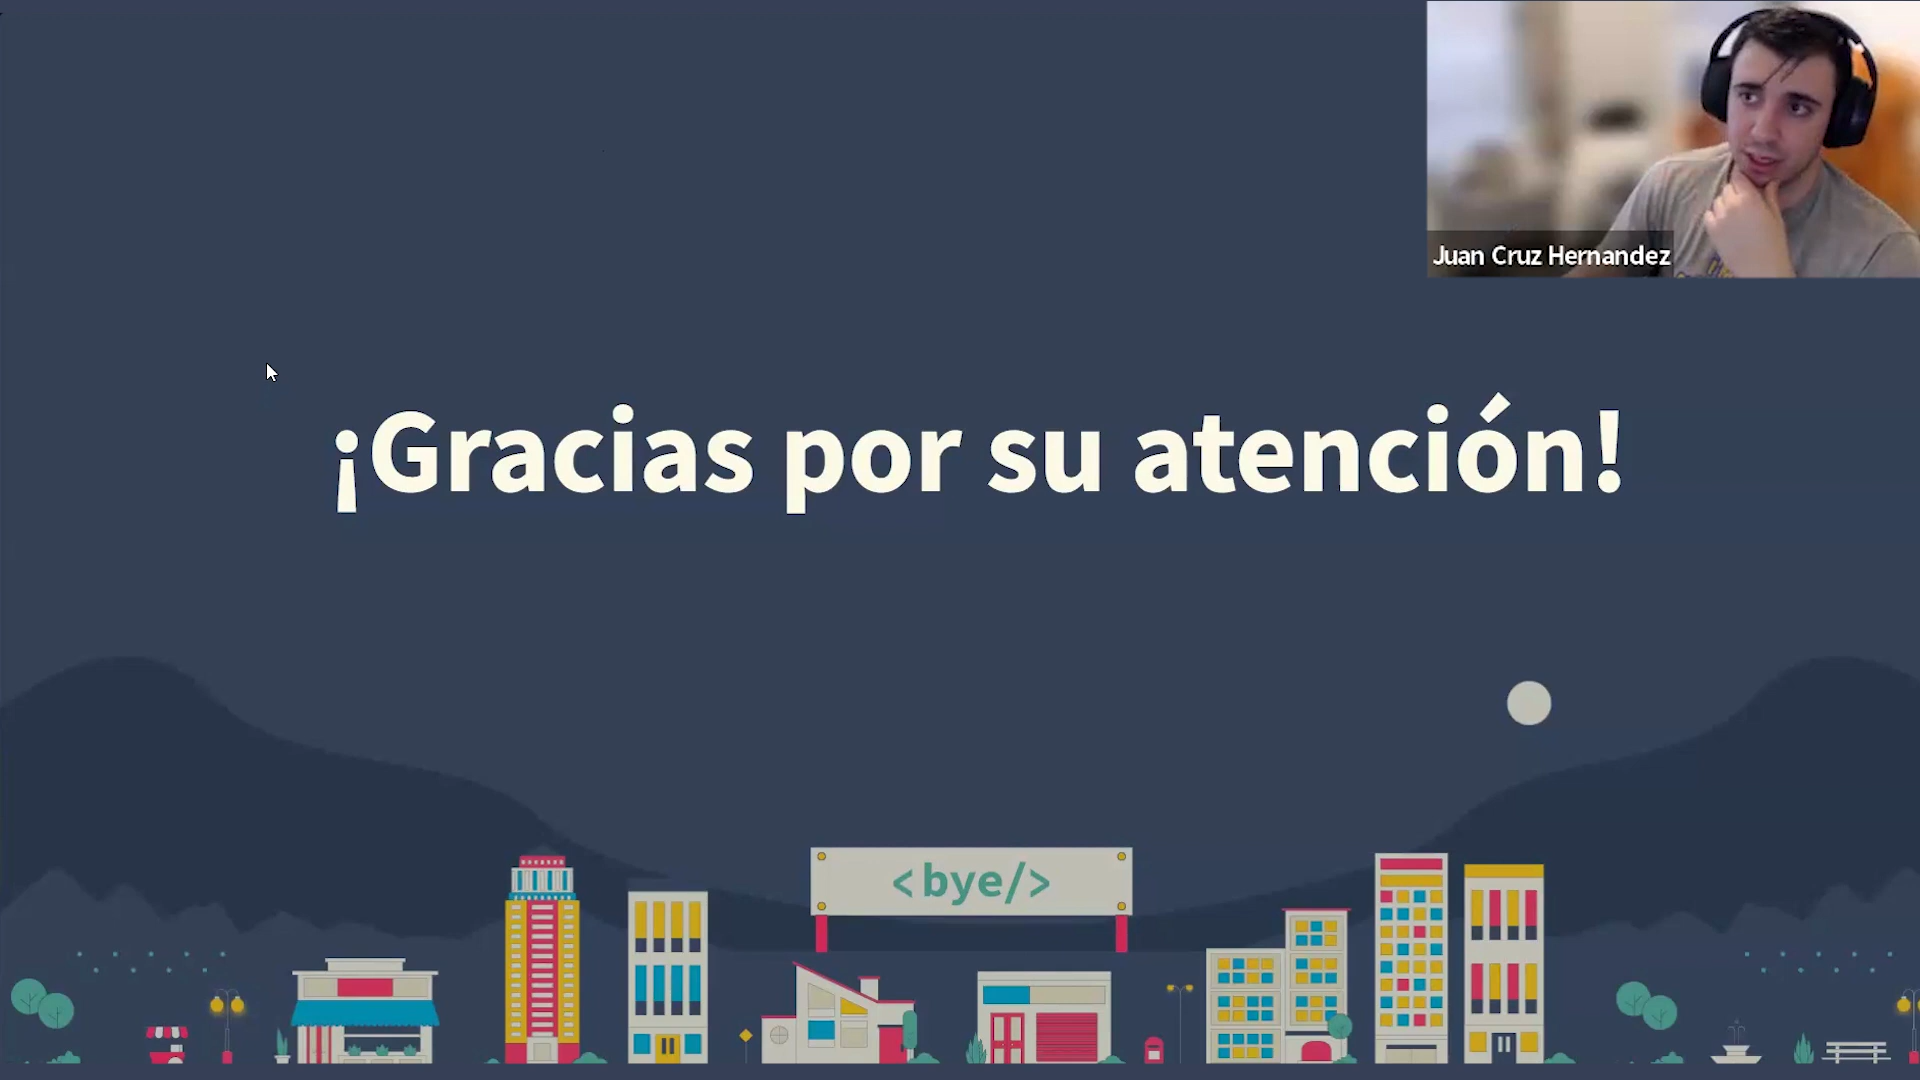 Juan Cruz Hernandez
¡Gracias por su atención!
<bye/>